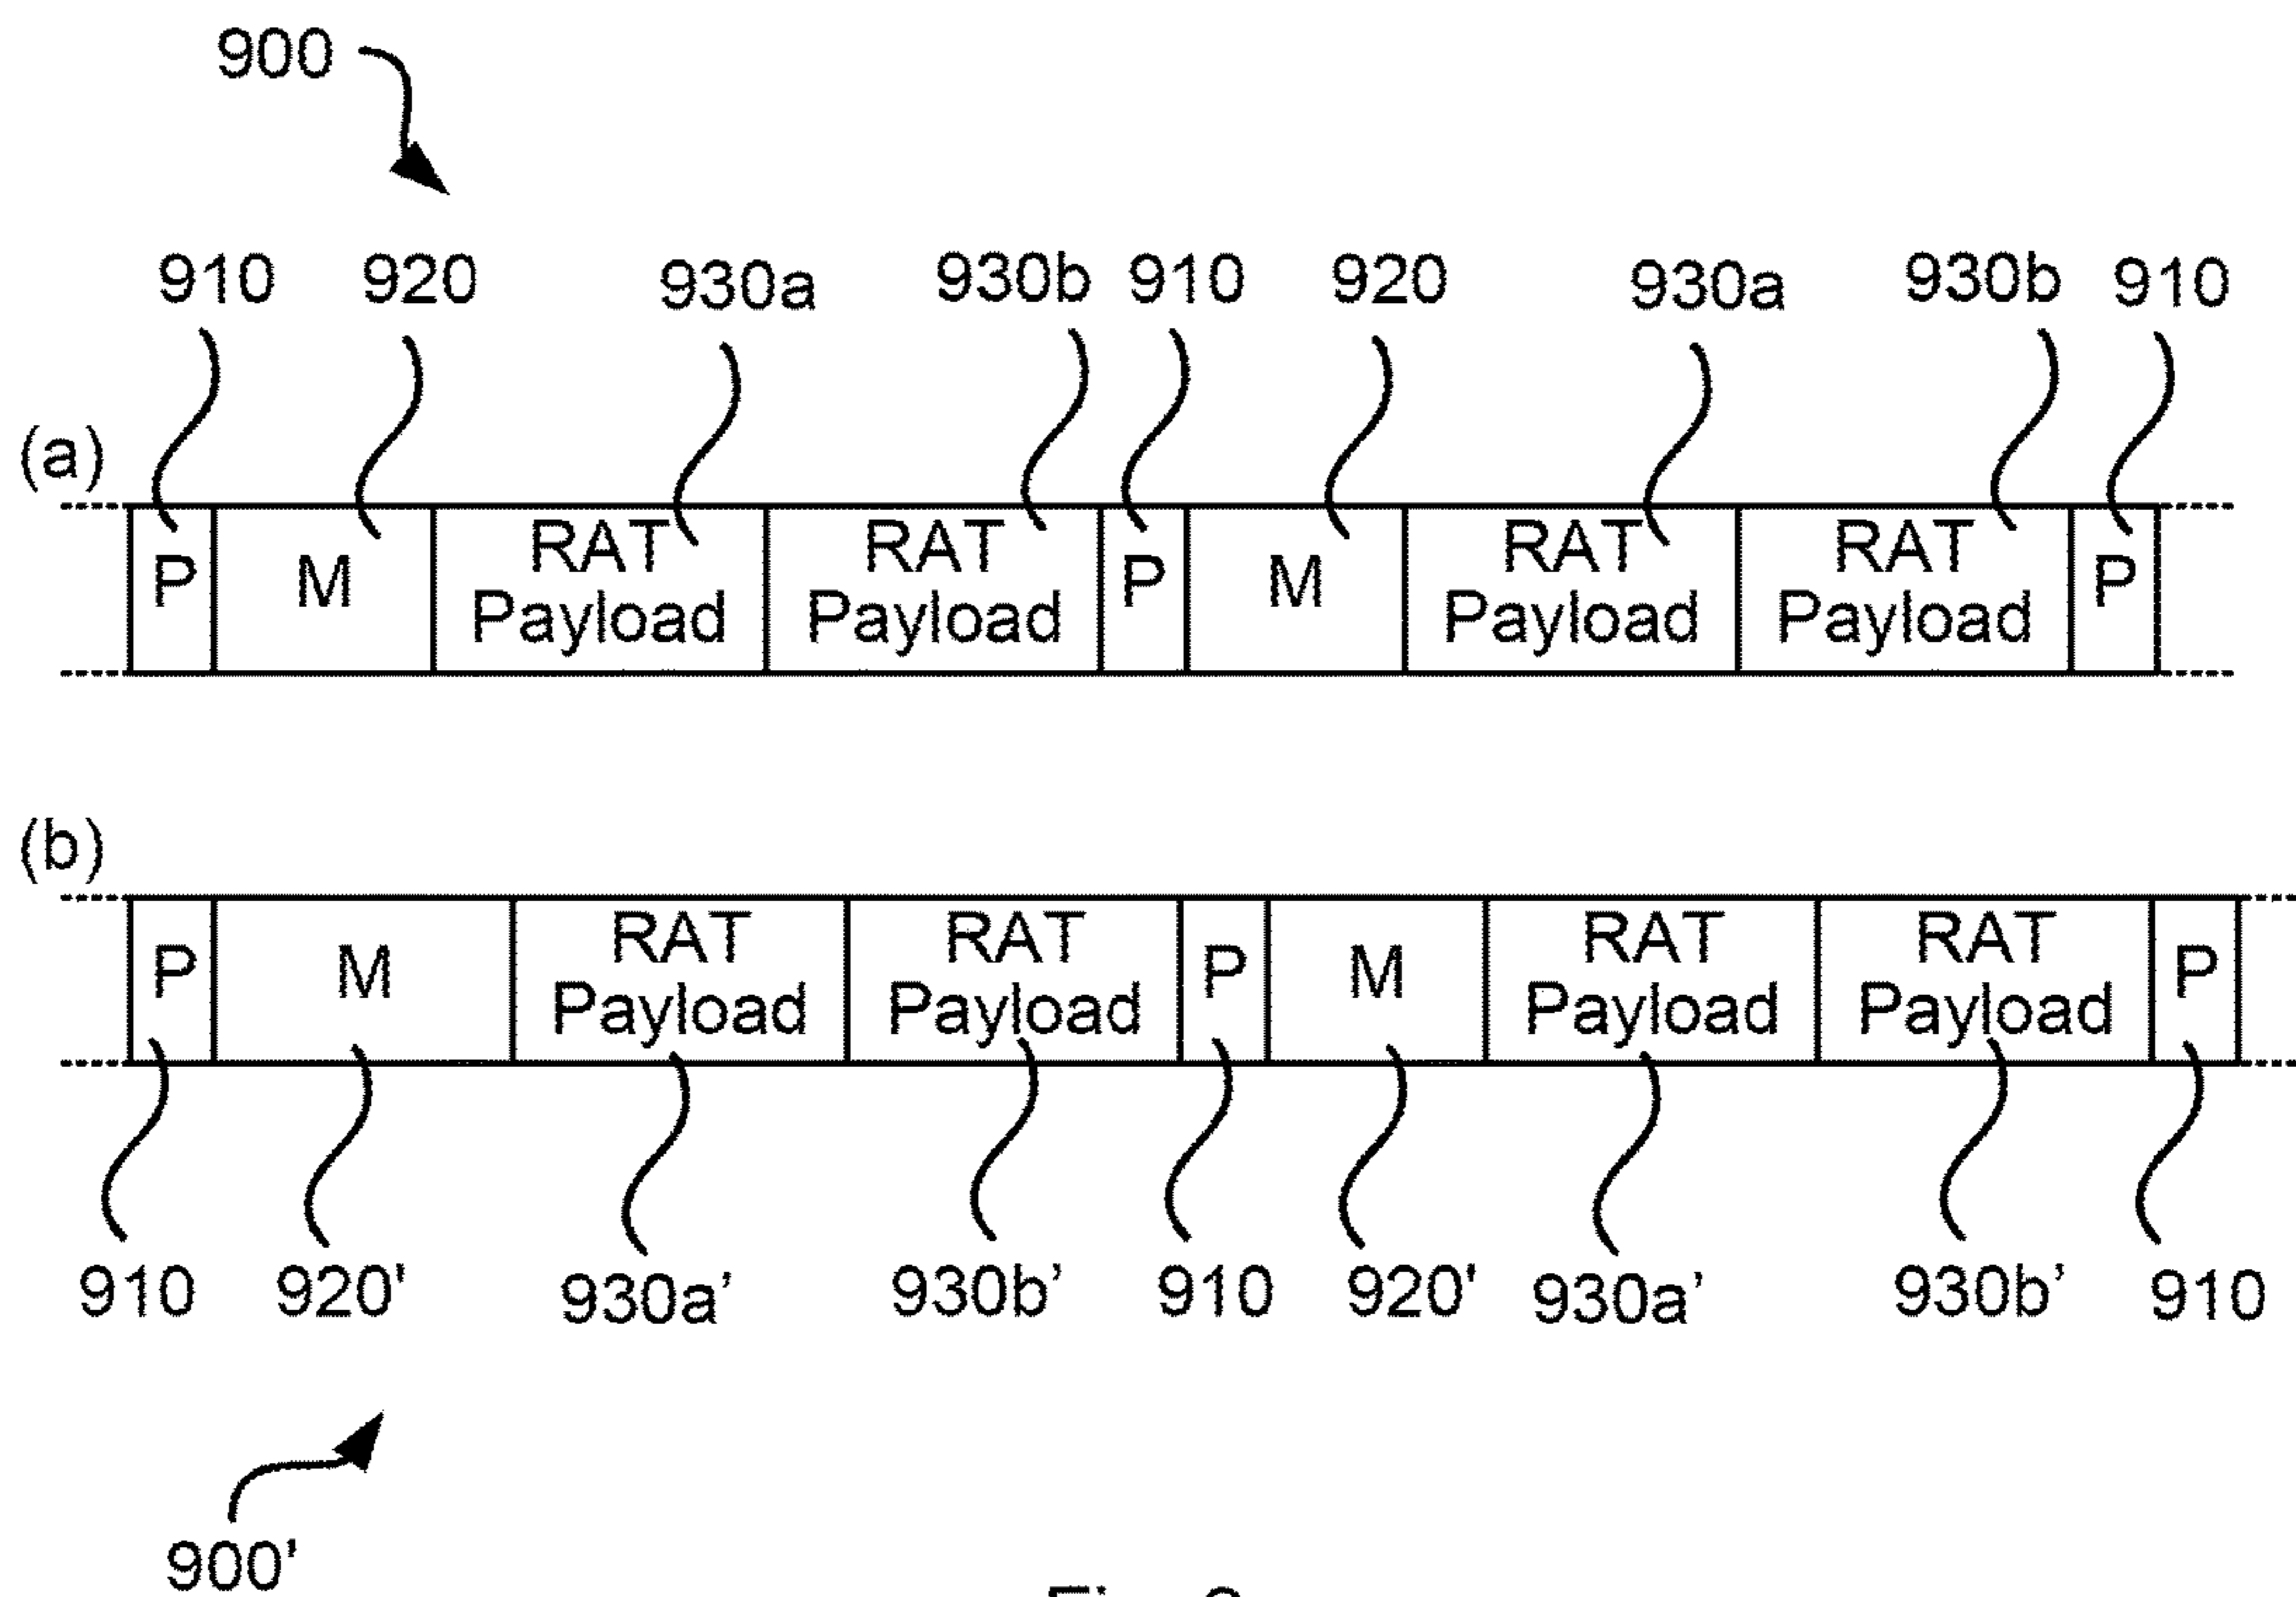 900
910 920 930a 930b 910 920 930a 930b 910
(a)
P M RAT Payload RAT Payload P M RAT Payload RAT Payload P
(b)
P M RAT Payload RAT Payload P M RAT Payload RAT Payload P
910 920' 930a’ 930b’ 910 920' 930a’ 930b’ 910
900’